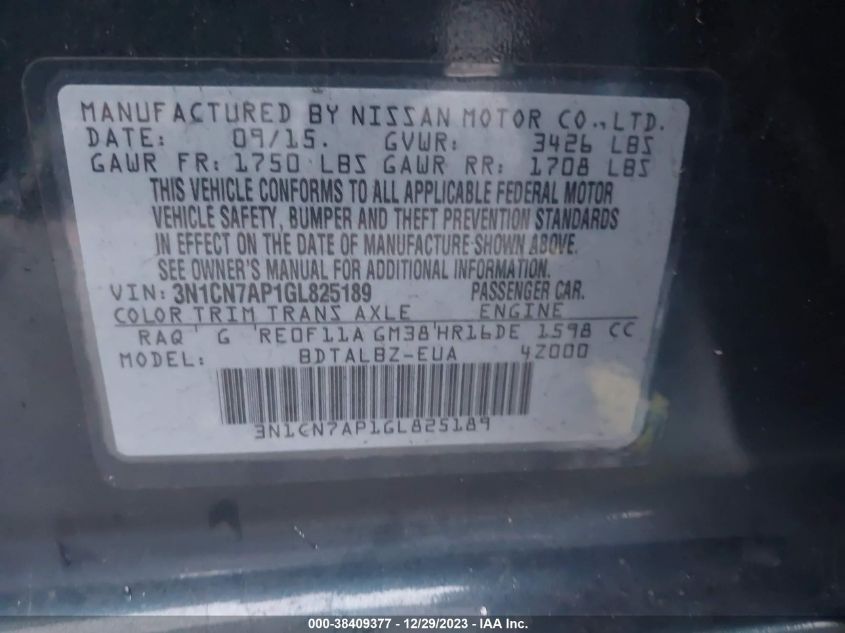 MANUFACTURED BY NISSAN MOTOR CO., LTD.
DATE: 09/15. GVWR: 3426 LBS
GAWR FR: 1750 LBS GAWR RR: 1708 LBS
THIS VEHICLE CONFORMS TO ALL APPLICABLE FEDERAL MOTOR
VEHICLE SAFETY, BUMPER AND THEFT PREVENTION STANDARDS
IN EFFECT ON THE DATE OF MANUFACTURE SHOWN ABOVE.
SEE OWNER'S MANUAL FOR ADDITIONAL INFORMATION.
VIN: 3N1CN7AP1GL825189 PASSENGER CAR.
COLOR TRIM TRANS AXLE ENGINE
RAQ G RE0F11A GM38 HR16DE 1598 CC
MODEL: BDTALBZ-EUA 4Z000
3N1CN7AP1GL825189
000-38409377 - 12/29/2023 - IAA Inc.